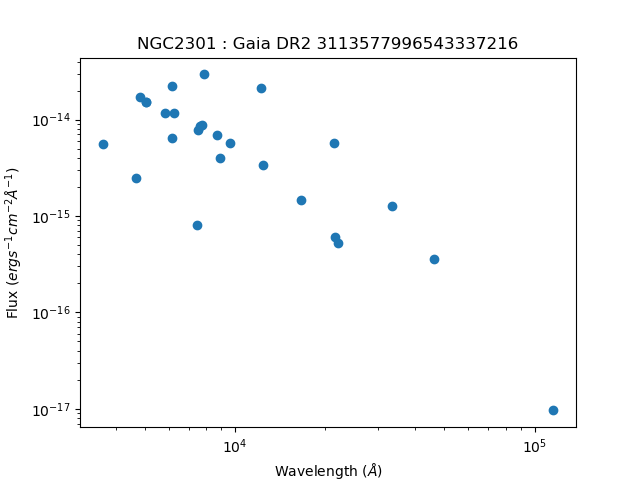 NGC2301 : Gaia DR2 3113577996543337216
Flux (ergs⁻¹cm⁻²Å⁻¹)
10⁻¹⁴
10⁻¹⁵
10⁻¹⁶
10⁻¹⁷
10⁴ 10⁵
Wavelength (Å)